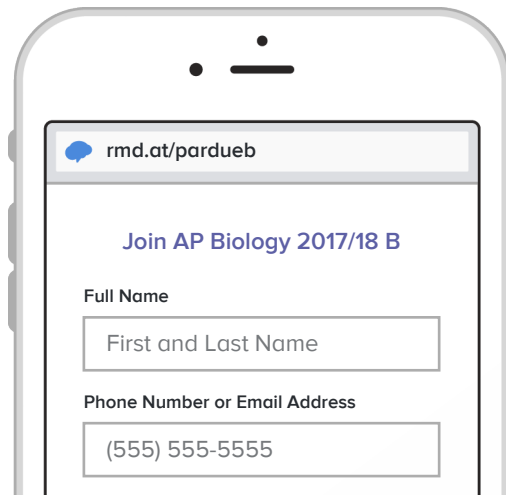 rmd.at/pardueb
Join AP Biology 2017/18 B
Full Name
First and Last Name
Phone Number or Email Address
(555) 555-5555